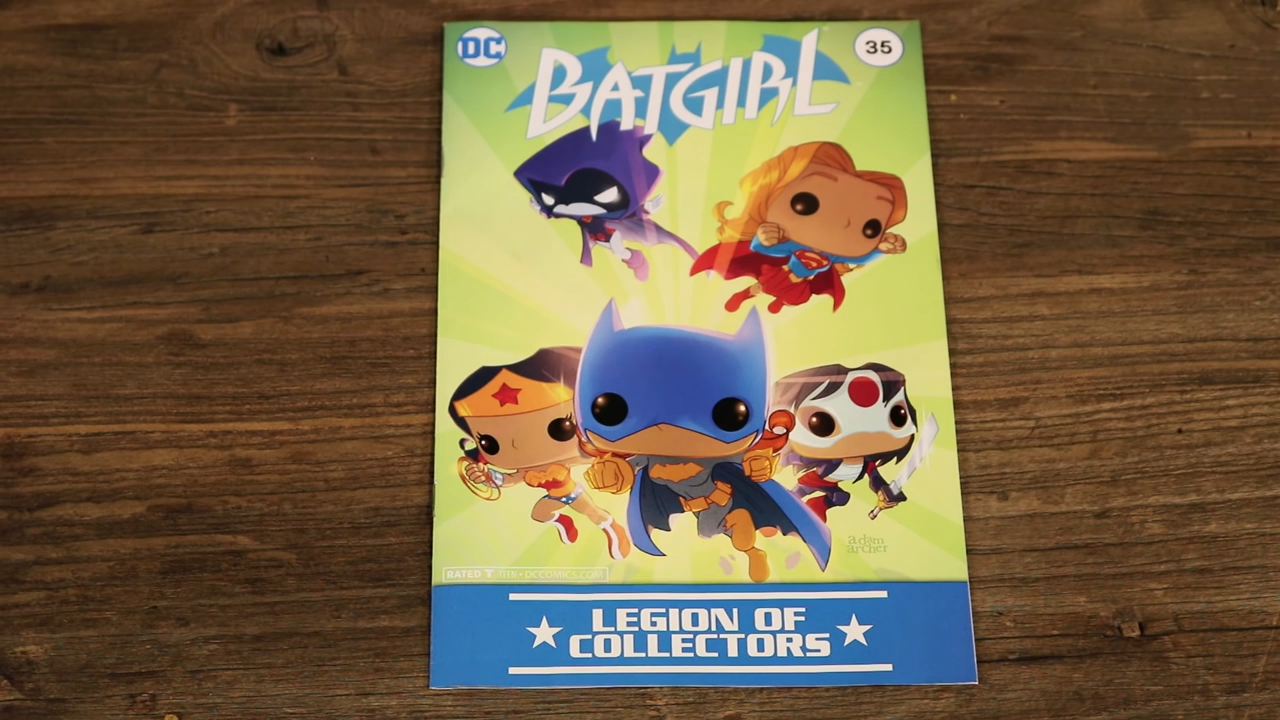 DC
BATGIRL
35
adam
archer
RATED T TEEN • DCCOMICS.COM
LEGION OF
COLLECTORS